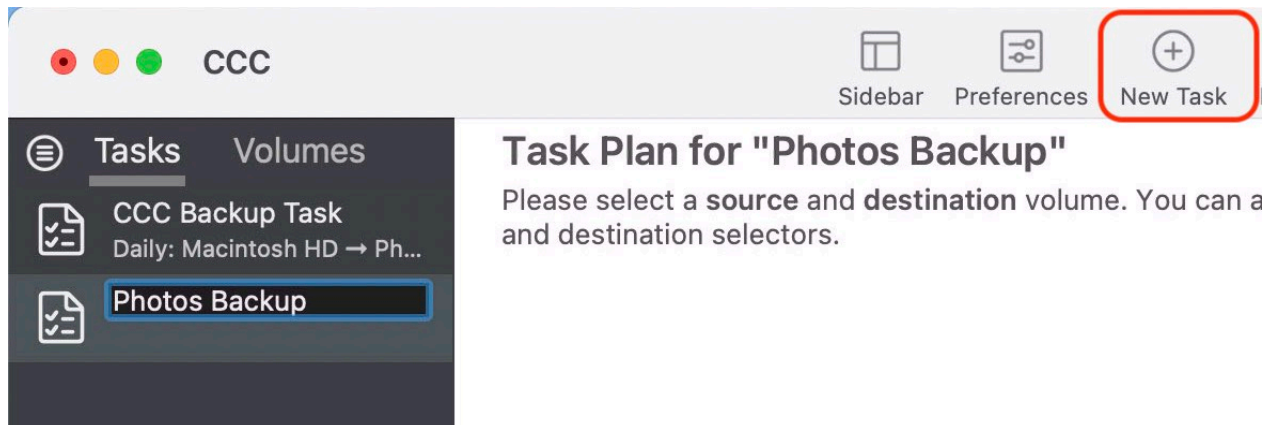 CCC
Sidebar Preferences New Task
Tasks Volumes
CCC Backup Task
Daily: Macintosh HD → Ph...
Photos Backup
Task Plan for "Photos Backup"
Please select a source and destination volume. You can a
and destination selectors.